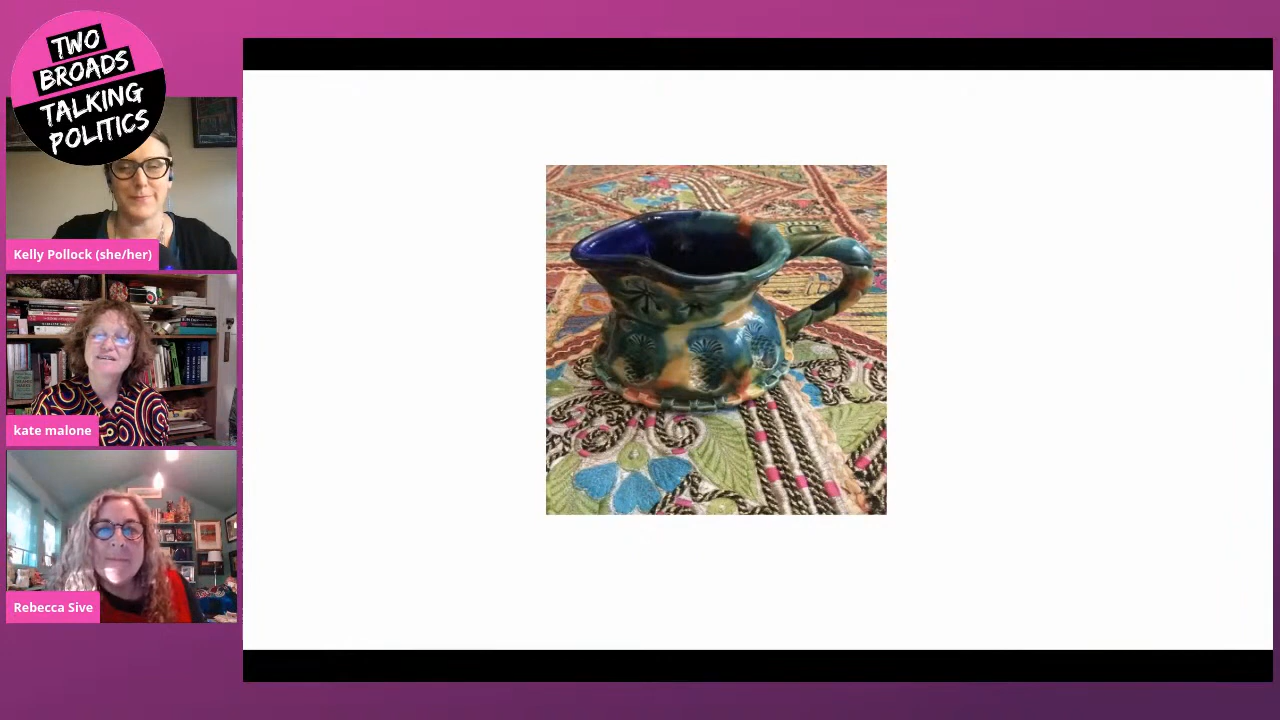 TWO
BROADS
TALKING
POLITICS
Kelly Pollock (she/her)
kate malone
Rebecca Sive